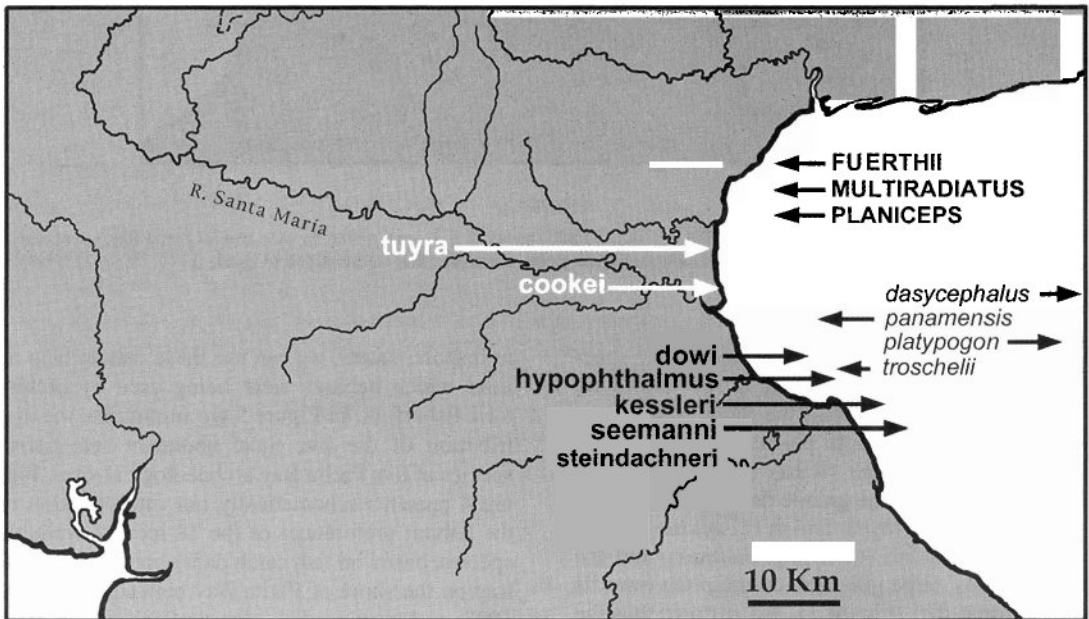 FUERTHII
MULTIRADIATUS
PLANICEPS
R. Santa María
tuyra
cookei
dasycephalus
panamensis
platypogon
troschelii
dowi
hypophthalmus
kessleri
seemanni
steindachneri
10 Km